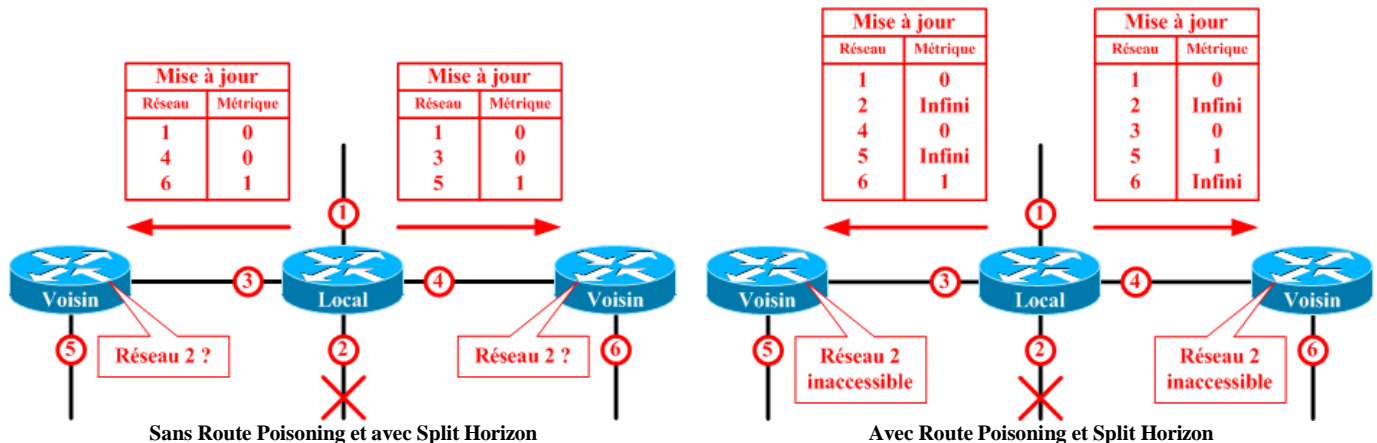 Mise à jour
Réseau Métrique
1 0
4 0
6 1
Mise à jour
Réseau Métrique
1 0
3 0
5 1
1
Voisin
3
Local
4
Voisin
5
Réseau 2 ?
2
Réseau 2 ?
6
Sans Route Poisoning et avec Split Horizon
Mise à jour
Réseau Métrique
1 0
2 Infini
4 0
5 Infini
6 1
Mise à jour
Réseau Métrique
1 0
2 Infini
3 0
5 1
6 Infini
1
Voisin
3
Local
4
Voisin
5
Réseau 2
inaccessible
2
Réseau 2
inaccessible
6
Avec Route Poisoning et Split Horizon